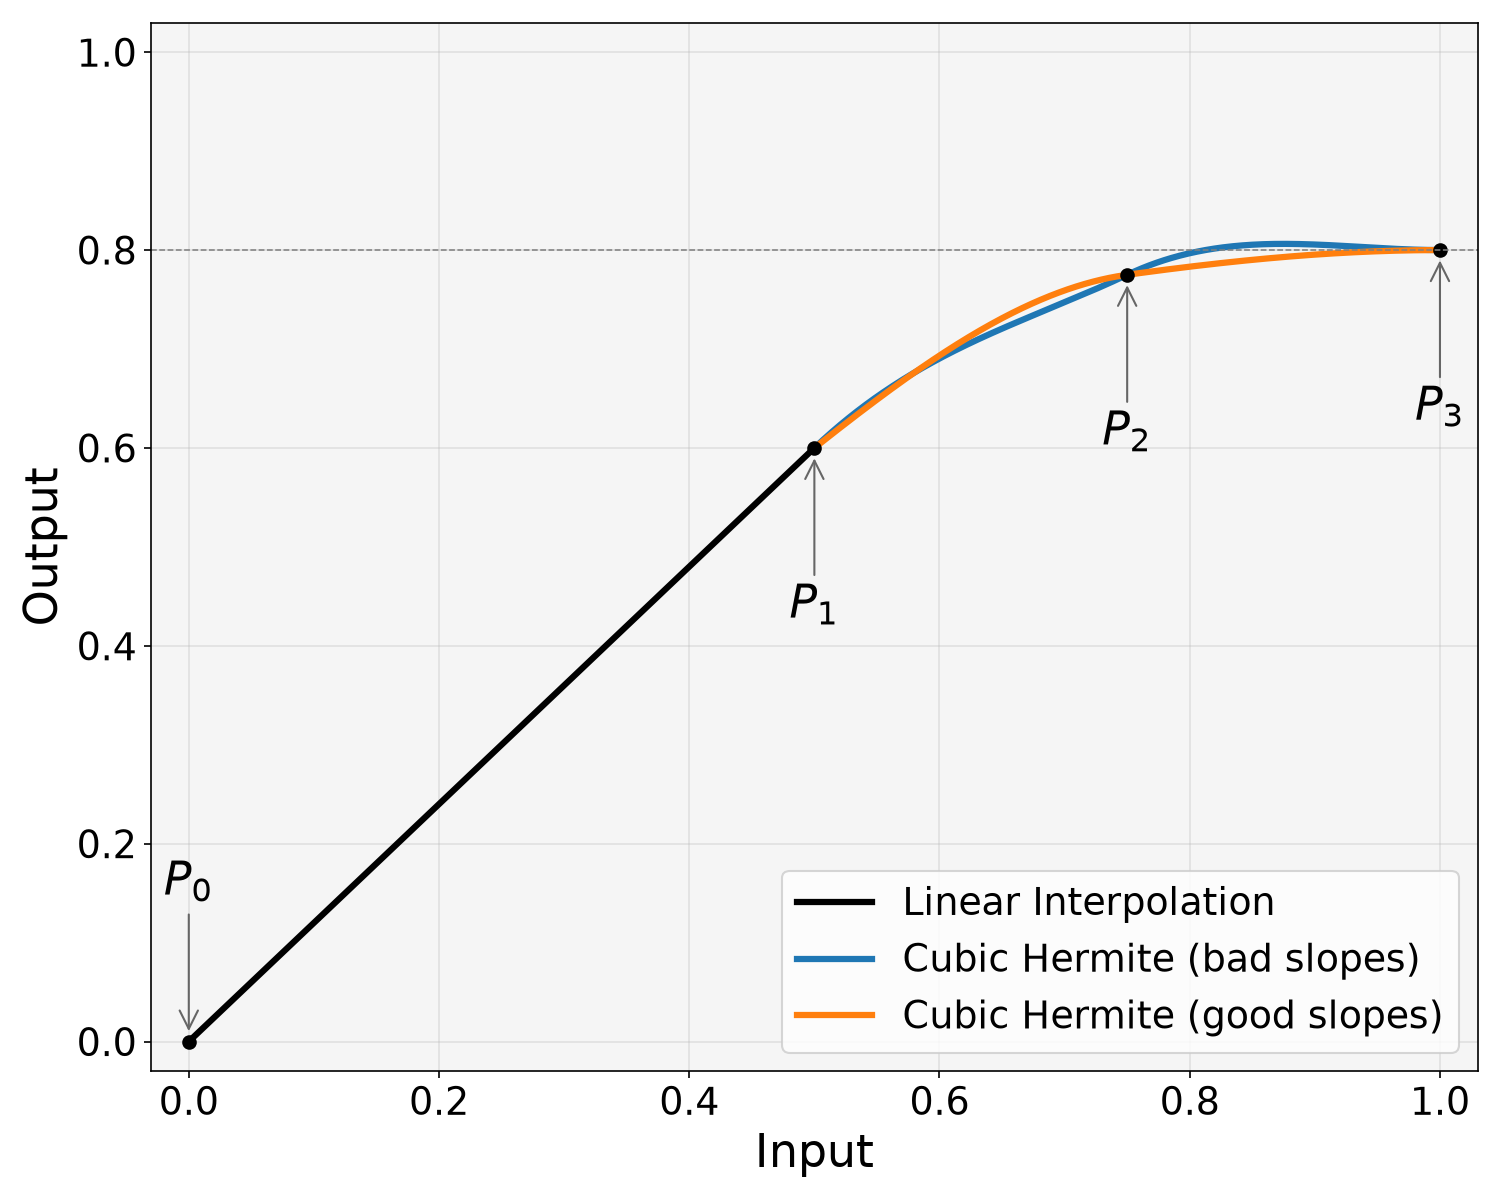 1.0
0.8
0.6
0.4
0.2
0.0
Output
P0
P1
P2
P3
Linear Interpolation
Cubic Hermite (bad slopes)
Cubic Hermite (good slopes)
0.0 0.2 0.4 0.6 0.8 1.0
Input